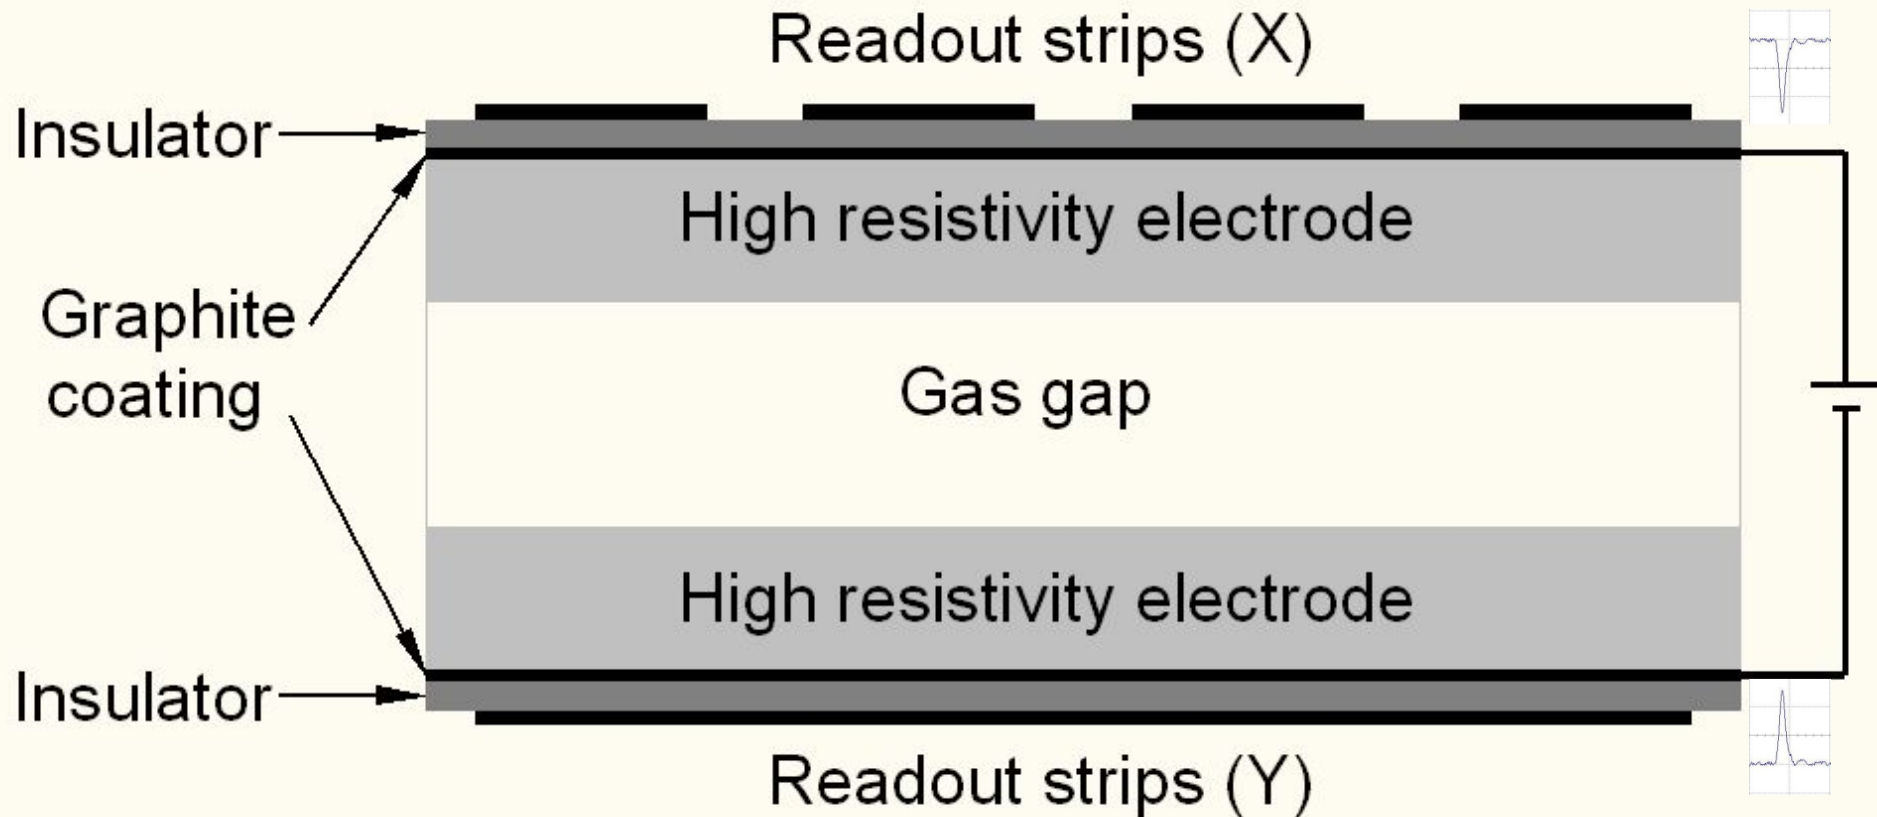 Readout strips (X)
Insulator
High resistivity electrode
Graphite
coating
Gas gap
High resistivity electrode
Insulator
Readout strips (Y)